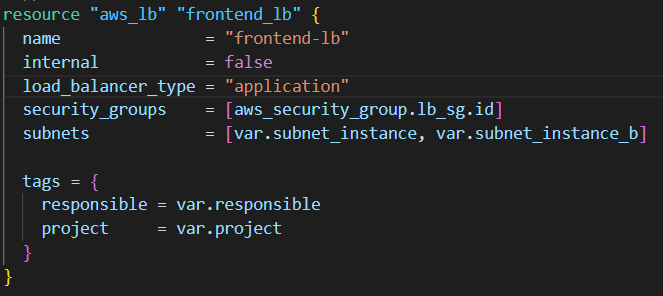 resource "aws_lb" "frontend_lb" {
  name               = "frontend-lb"
  internal           = false
  load_balancer_type = "application"
  security_groups    = [aws_security_group.lb_sg.id]
  subnets            = [var.subnet_instance, var.subnet_instance_b]

  tags = {
    responsible = var.responsible
    project     = var.project
  }
}